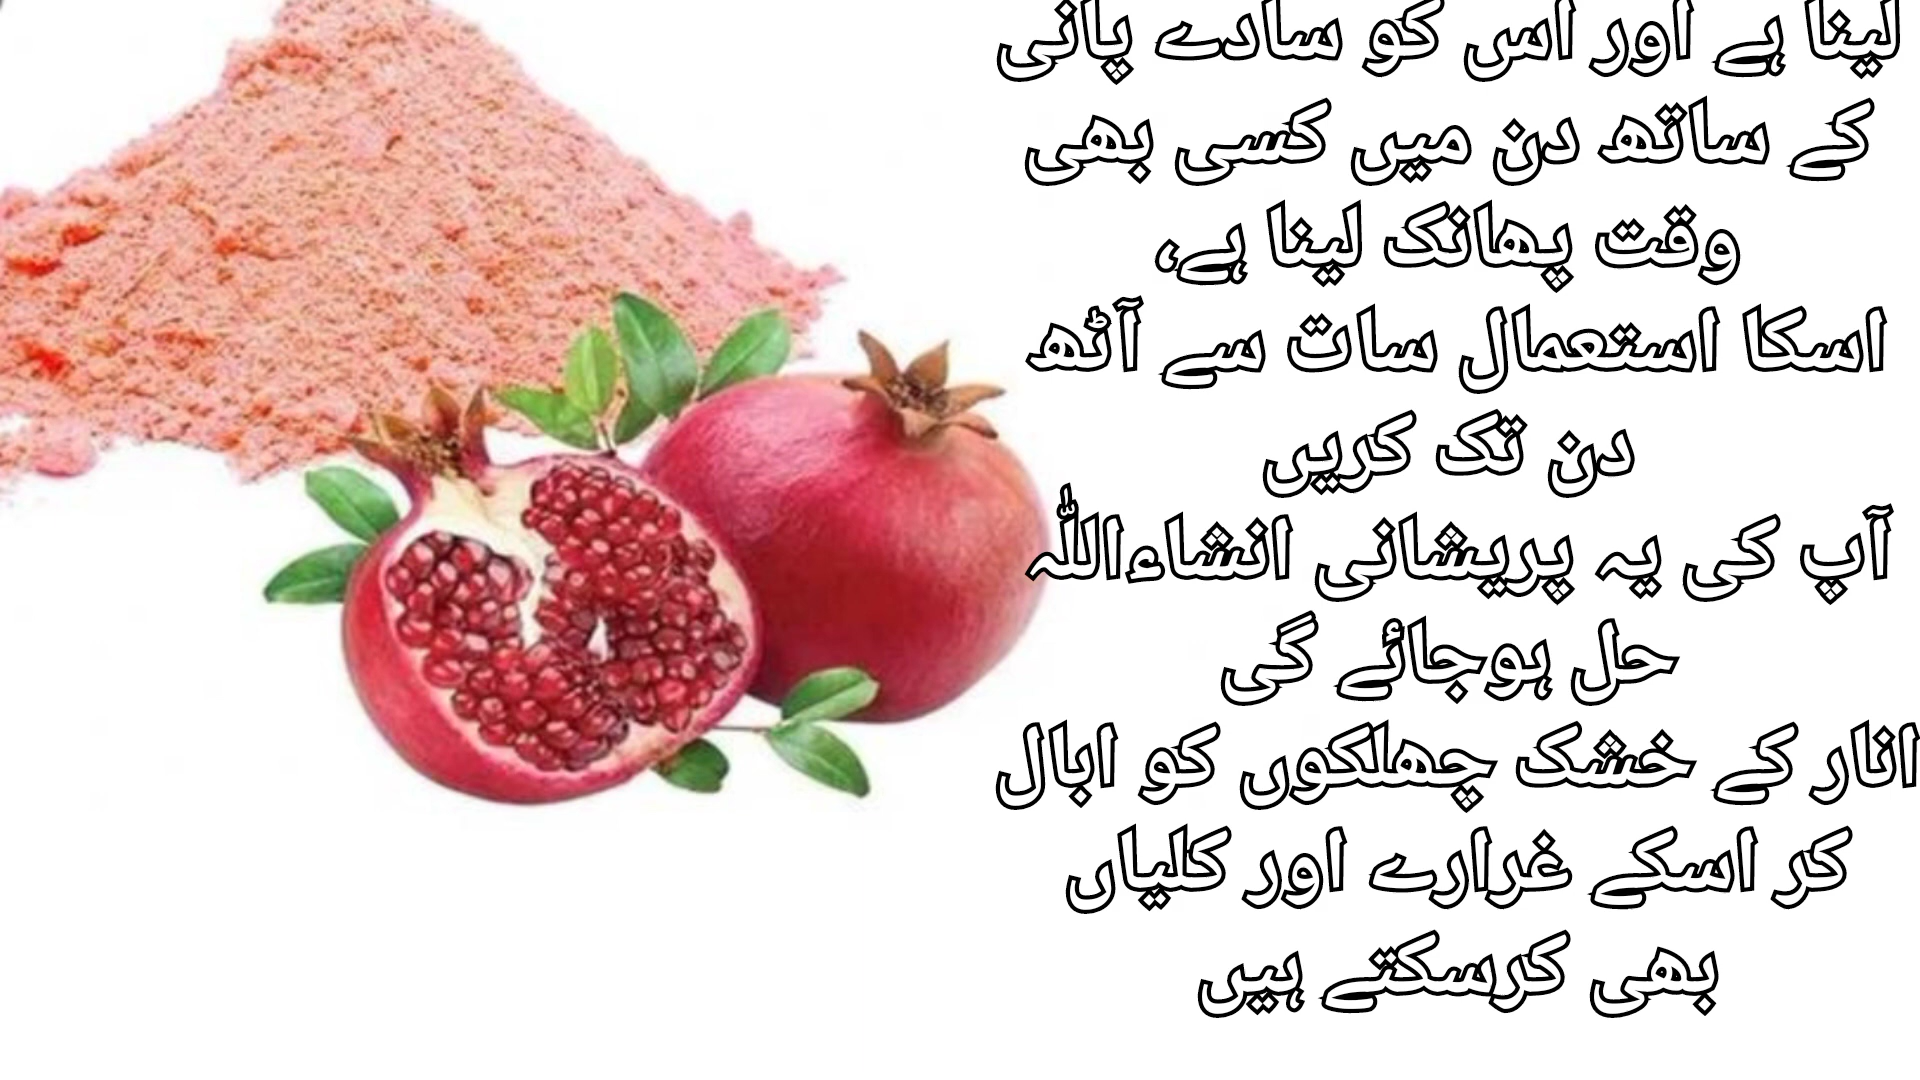 لینا ہے اور اس کو سادے پانی
کے ساتھ دن میں کسی بھی
وقت پھانک لینا ہے،
اسکا استعمال سات سے آٹھ
دن تک کریں
آپ کی یہ پریشانی انشاءاللہ
حل ہوجائے گی
انار کے خشک چھلکوں کو ابال
کر اسکے غرارے اور کلیاں
بھی کرسکتے ہیں